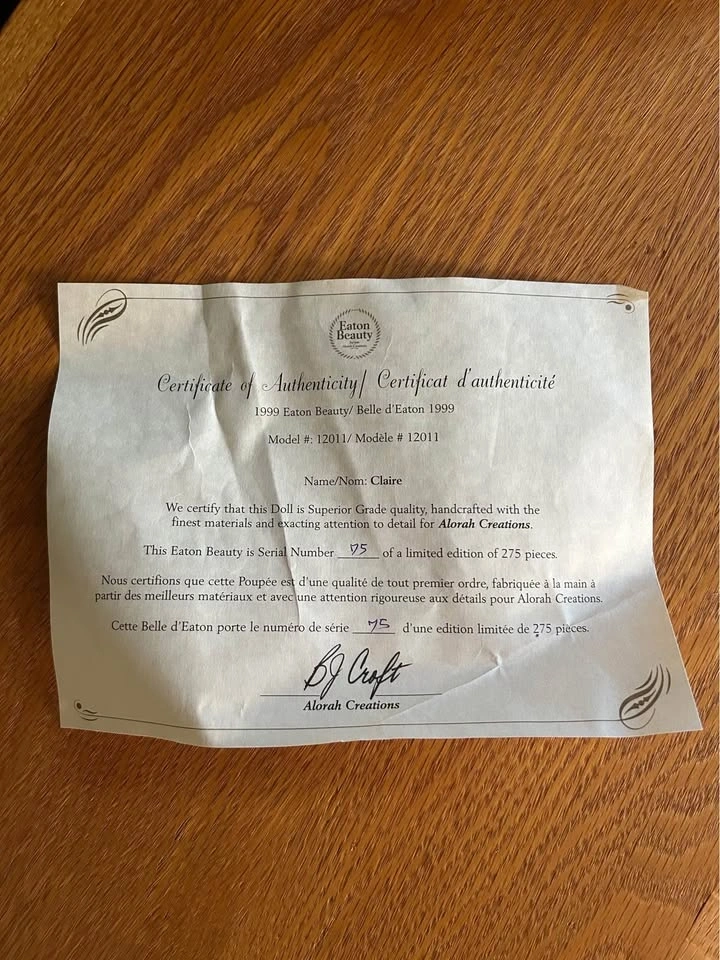 Eaton
Beauty
Certificate of Authenticity/ Certificat d'authenticité
1999 Eaton Beauty/ Belle d'Eaton 1999
Model #: 12011/ Modèle # 12011
Name/Nom: Claire
We certify that this Doll is Superior Grade quality, handcrafted with the
finest materials and exacting attention to detail for Alorah Creations.
This Eaton Beauty is Serial Number 75 of a limited edition of 275 pieces.
Nous certifions que cette Poupée est d'une qualité de tout premier ordre, fabriquée à la main à
partir des meilleurs matériaux et avec une attention rigoureuse aux détails pour Alorah Creations.
Cette Belle d'Eaton porte le numéro de série 75 d'une edition limitée de 275 pièces.
BJ Croft
Alorah Creations